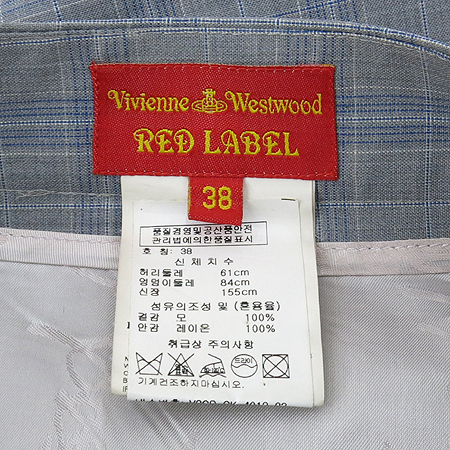 Vivienne Westwood
RED LABEL
38
품질경영및공산품안전
관리법에의한품질표시
호 칭: 38
신 체 치 수
허리둘레 61cm
엉덩이둘레 84cm
신장 155cm
섬유의조성 및 (혼용율)
겉감 모 100%
안감 레이온 100%
취급상 주의사항
드라이
기계건조하지마십시오.